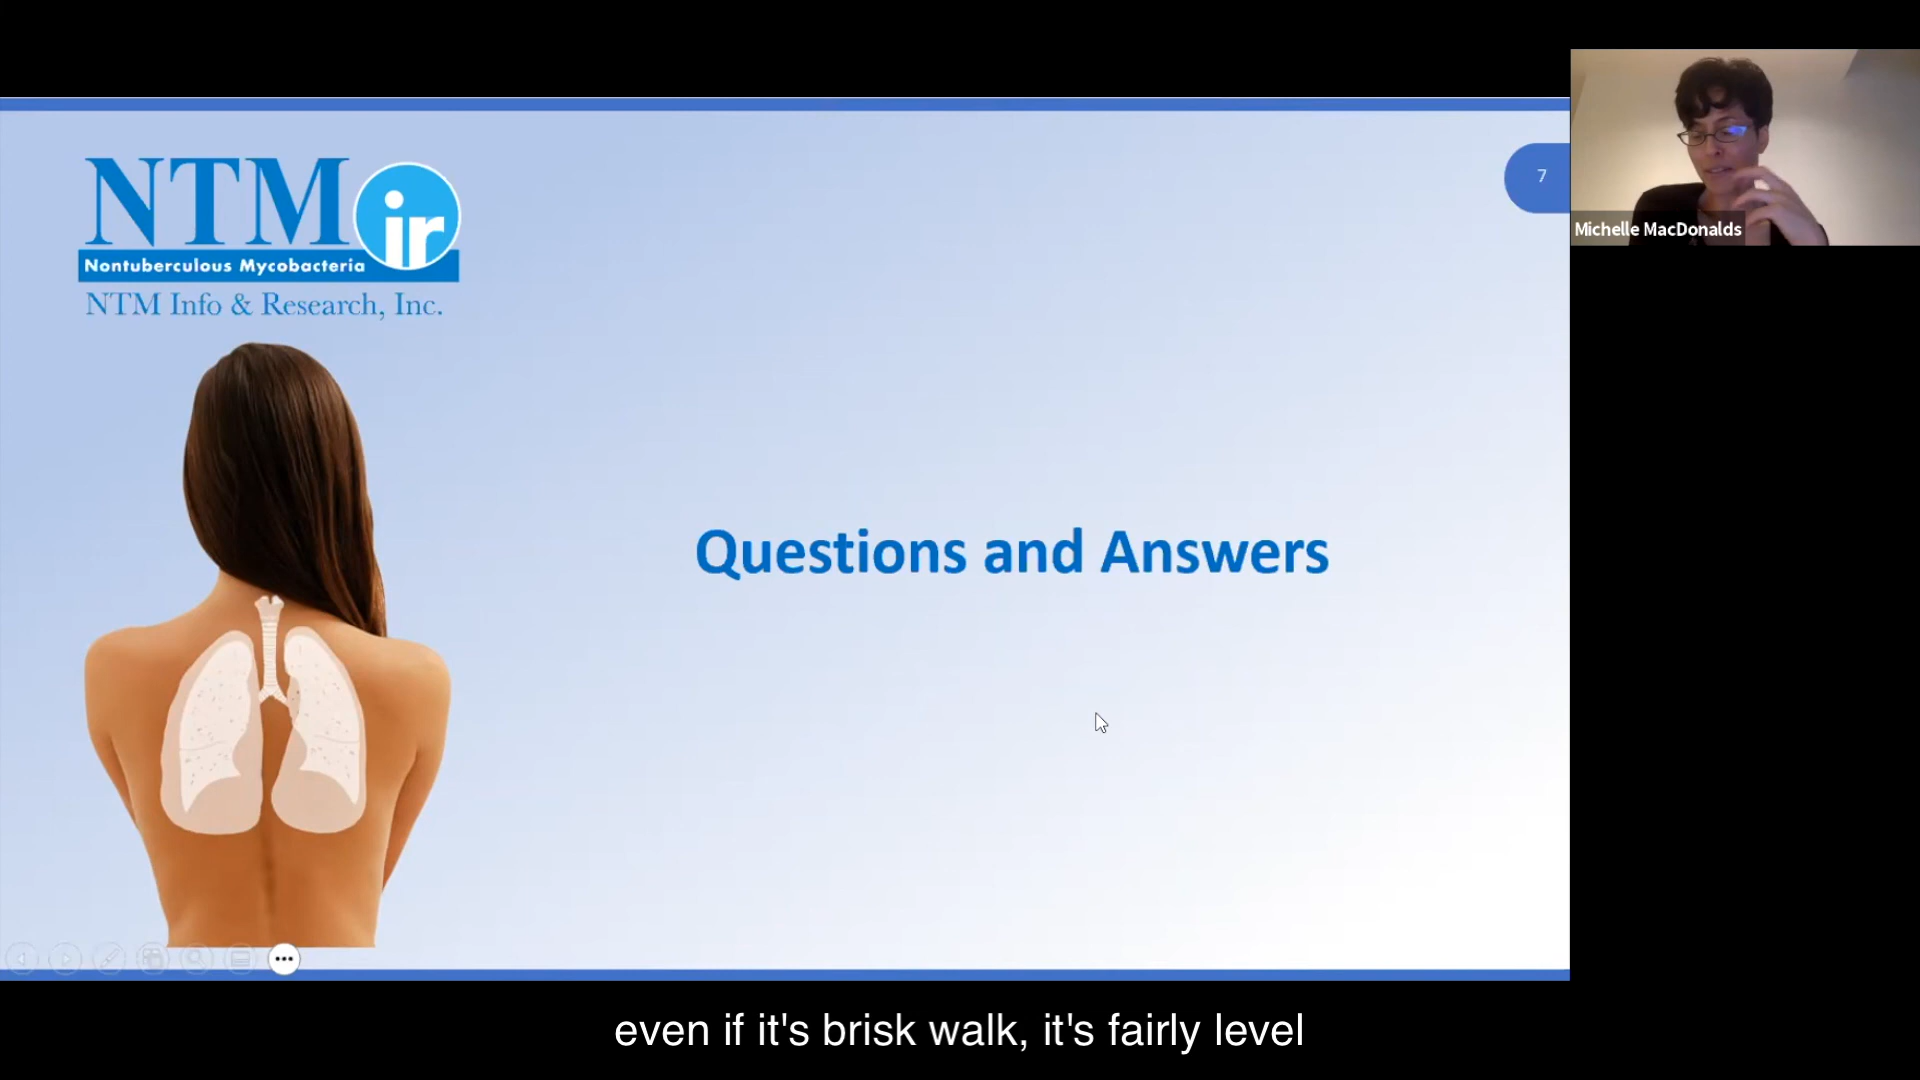 NTM ir
Nontuberculous Mycobacteria
NTM Info & Research, Inc.
7
Michelle MacDonalds
Questions and Answers
even if it's brisk walk, it's fairly level